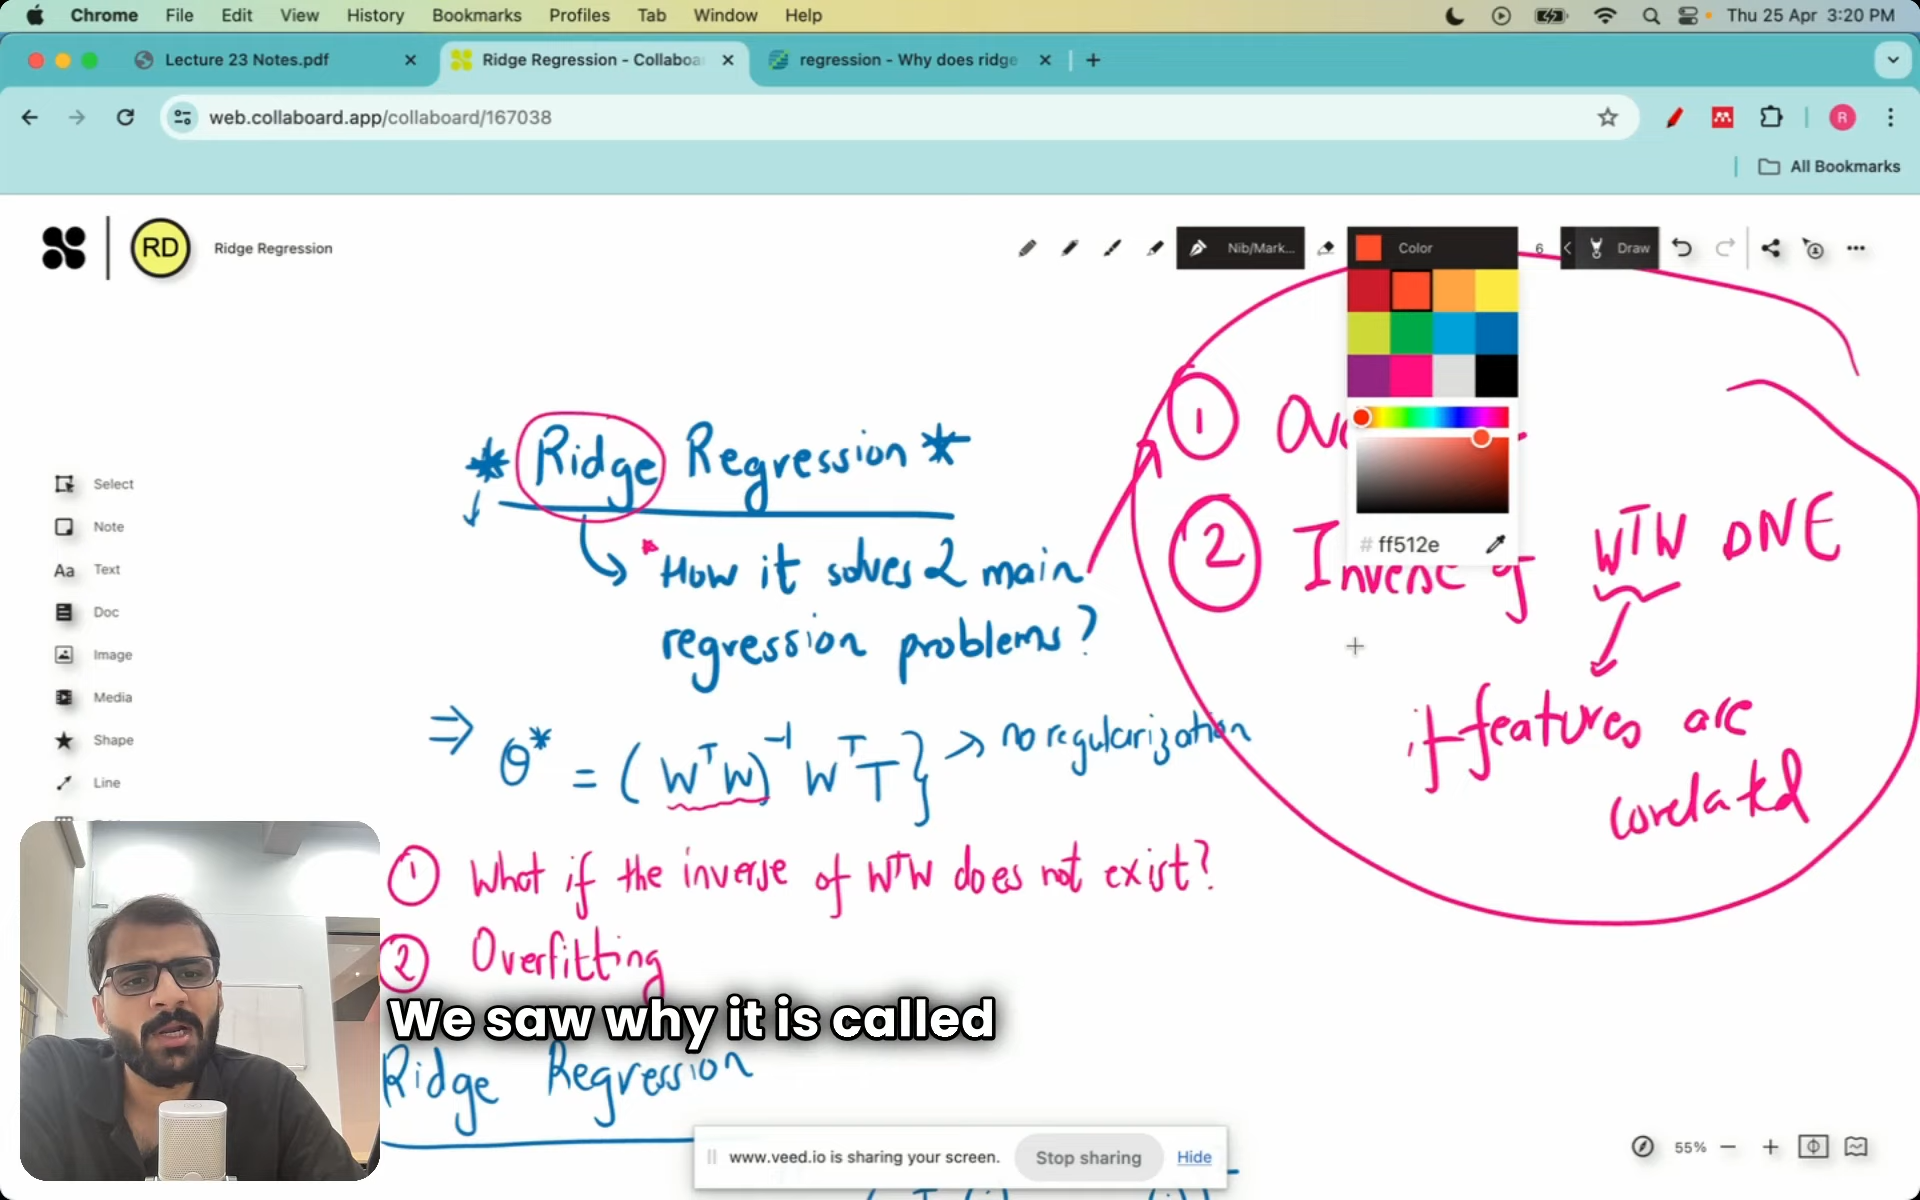 Chrome File Edit View History Bookmarks Profiles Tab Window Help
Thu 25 Apr 3:20 PM
Lecture 23 Notes.pdf
Ridge Regression - Collaboa
regression - Why does ridge
web.collaboard.app/collaboard/167038
R
All Bookmarks
RD
Ridge Regression
Nib/Mark...
Color
6
Draw
# ff512e
Select
Note
Aa Text
Doc
Image
Media
Shape
Line
* Ridge Regression *
*How it solves 2 main
regression problems?
⇒ θ* = (WᵀW)⁻¹ WᵀT} → no regularization
① What if the inverse of WᵀW does not exist?
② Overfitting
Ridge Regression
①
② Inverse of WᵀW DNE
if features are
corelated
We saw why it is called
www.veed.io is sharing your screen.
Stop sharing
Hide
55%